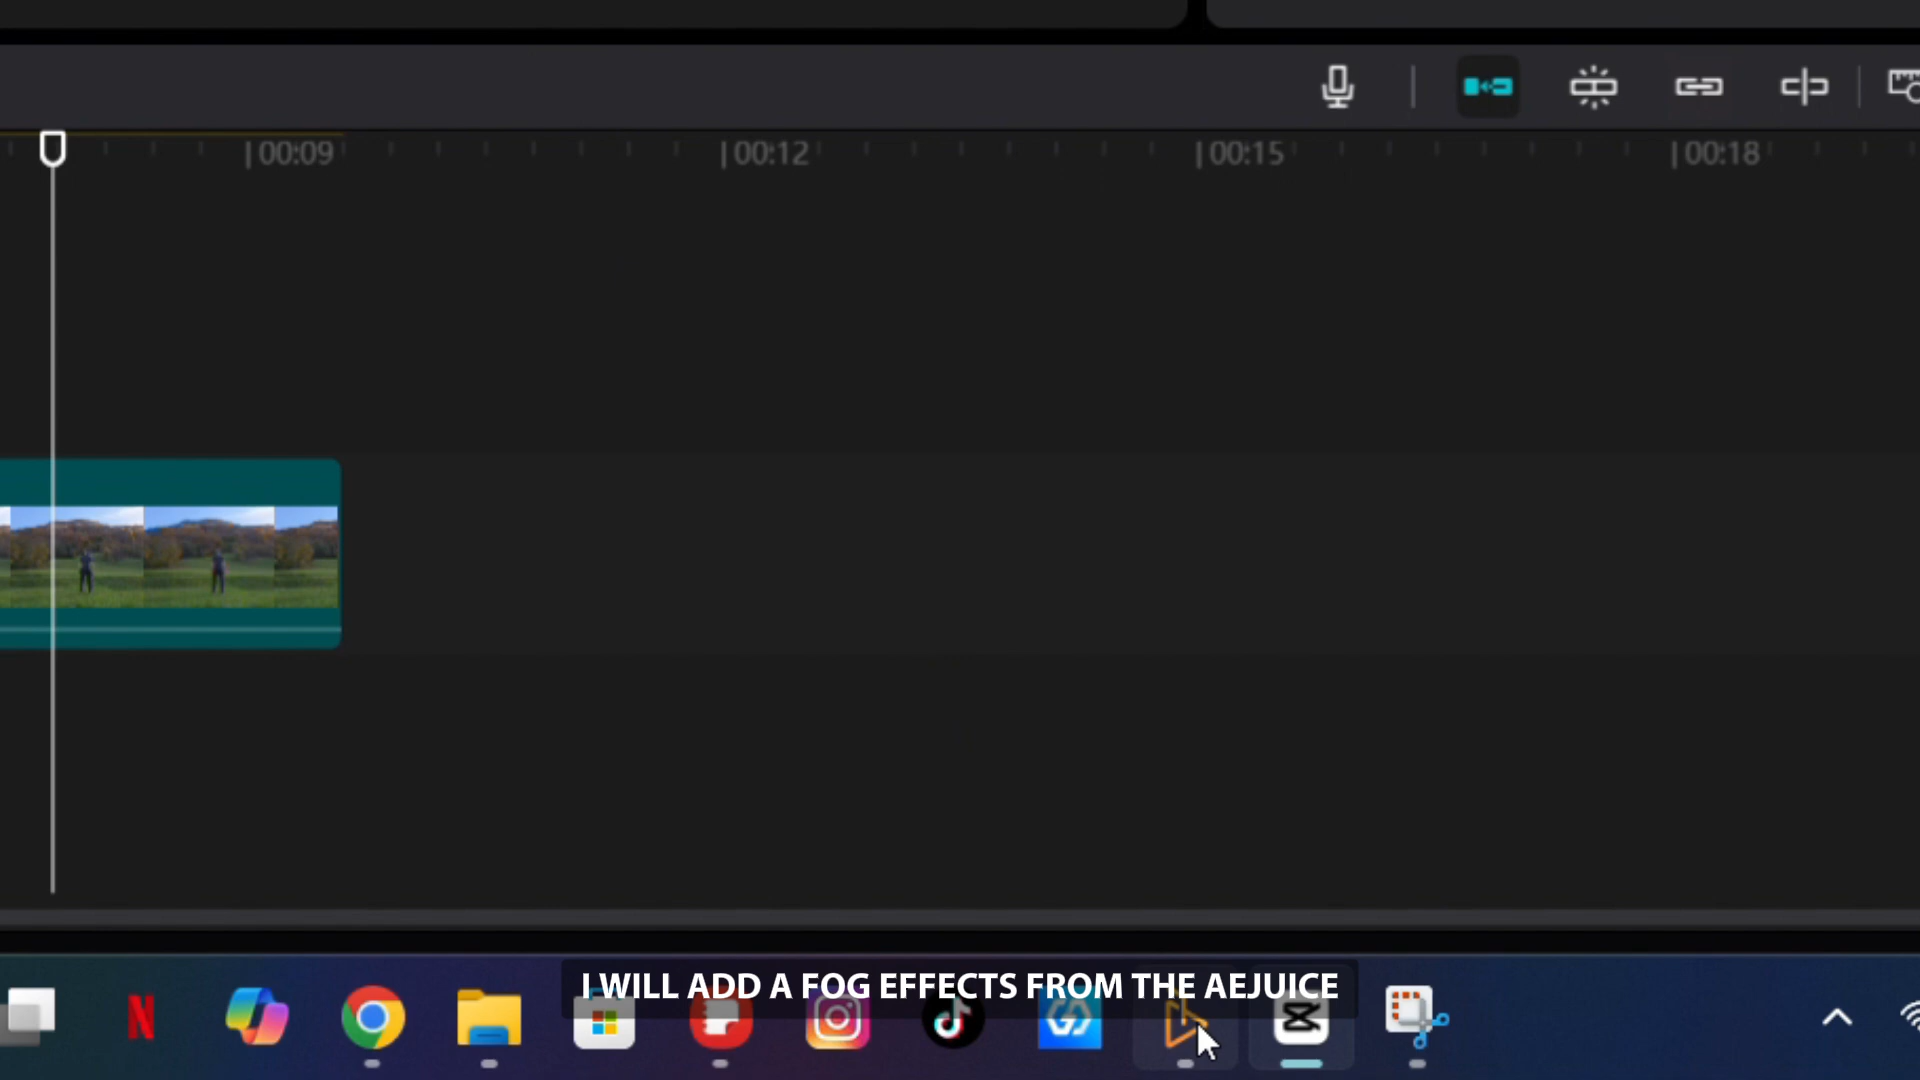 00:09
00:12
00:15
00:18
I WILL ADD A FOG EFFECTS FROM THE AEJUICE